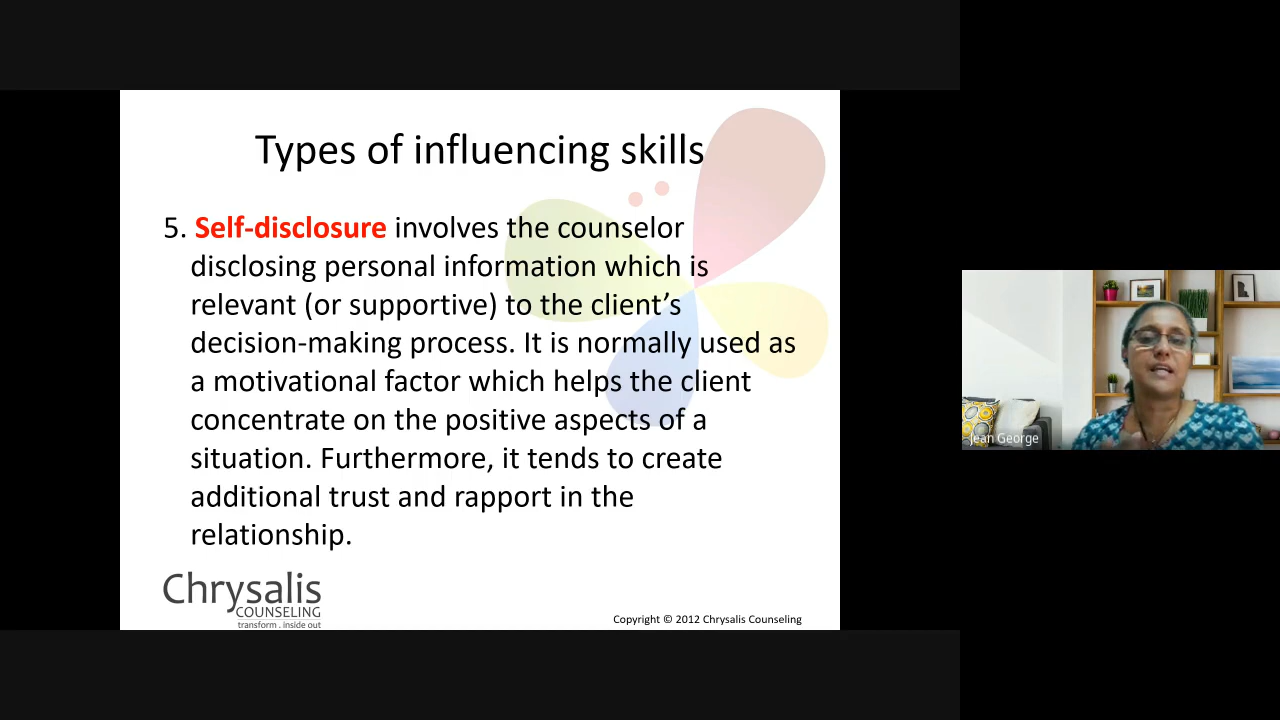 Types of influencing skills
5. Self-disclosure involves the counselor
disclosing personal information which is
relevant (or supportive) to the client’s
decision-making process. It is normally used as
a motivational factor which helps the client
concentrate on the positive aspects of a
situation. Furthermore, it tends to create
additional trust and rapport in the
relationship.
Chrysalis
COUNSELING
transform . inside out
Copyright © 2012 Chrysalis Counseling
Jean George